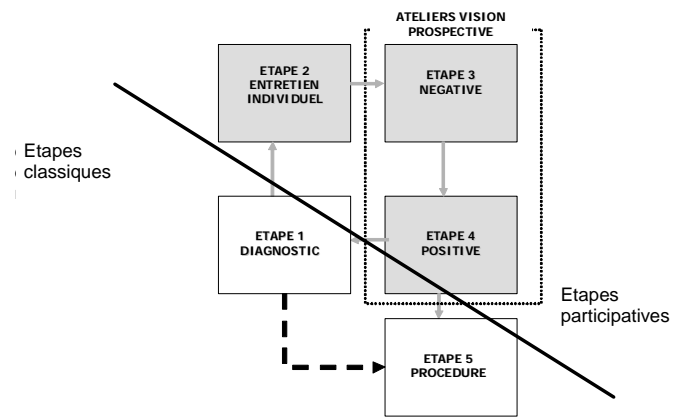 ATELIERS VISION
PROSPECTIVE
ETAPE 2
ENTRETIEN
INDIVIDUEL
ETAPE 3
NEGATIVE
Etapes
classiques
ETAPE 1
DIAGNOSTIC
ETAPE 4
POSITIVE
Etapes
participatives
ETAPE 5
PROCEDURE